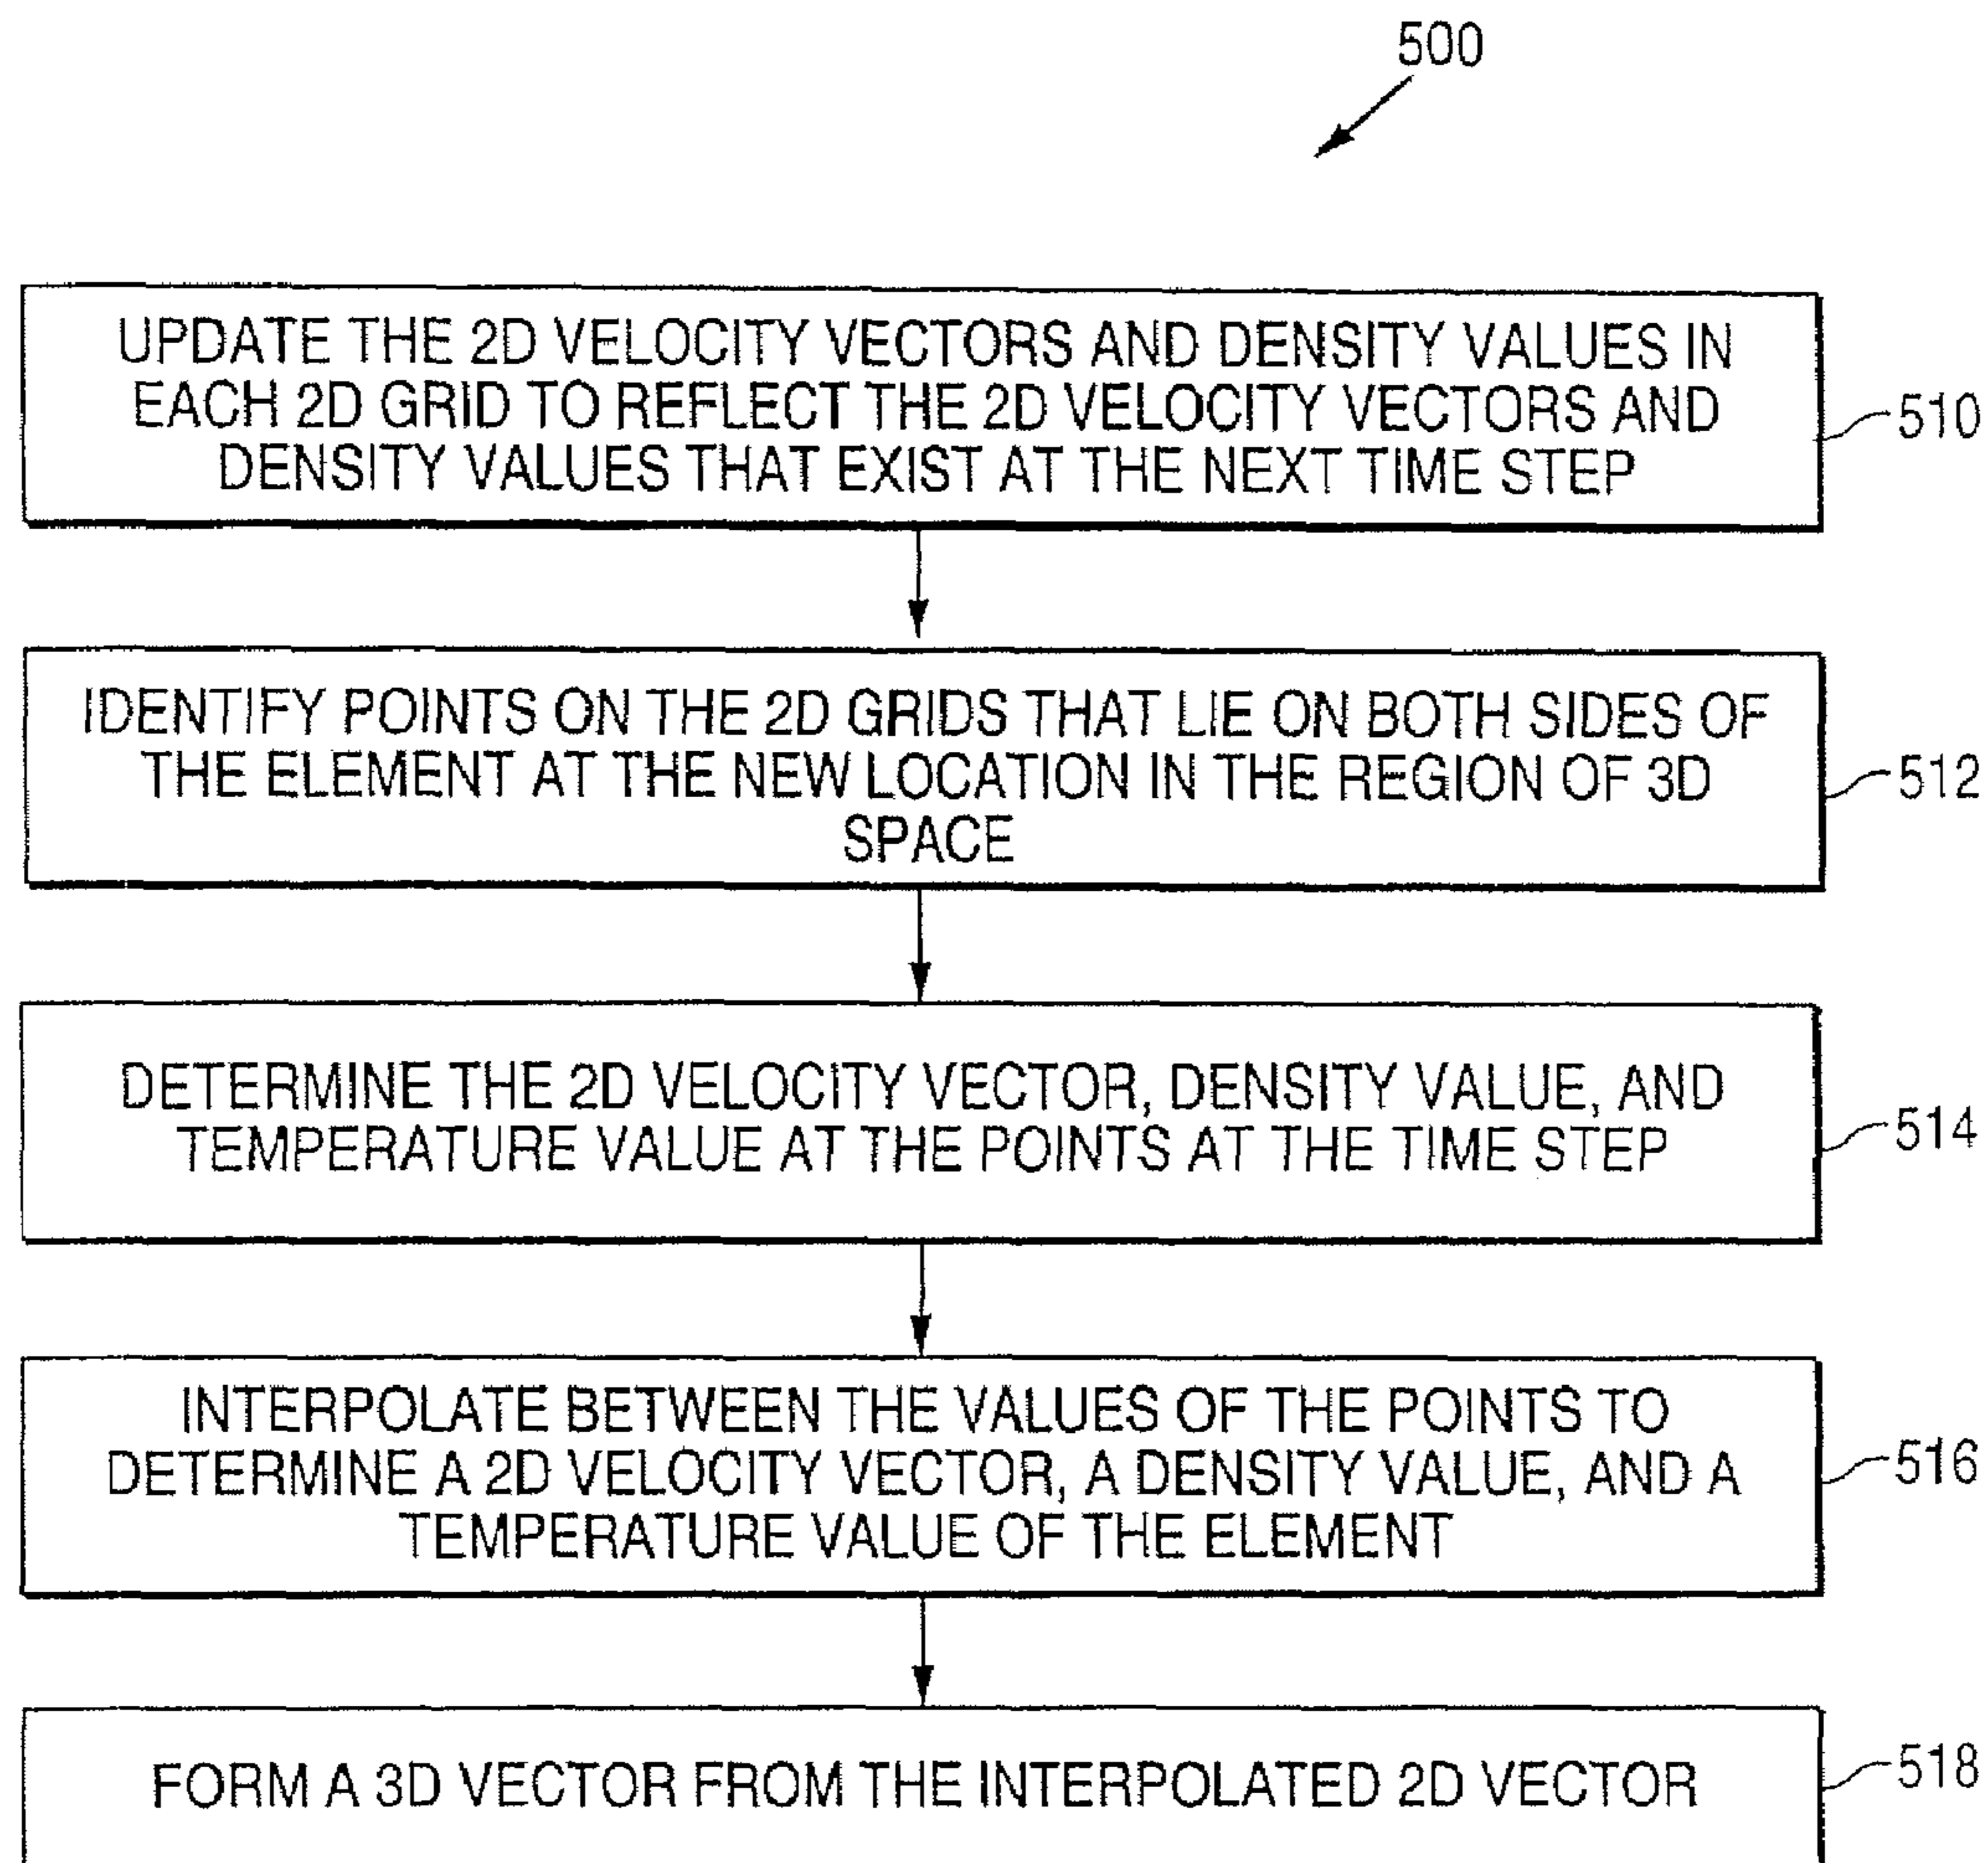 500
UPDATE THE 2D VELOCITY VECTORS AND DENSITY VALUES IN
EACH 2D GRID TO REFLECT THE 2D VELOCITY VECTORS AND
DENSITY VALUES THAT EXIST AT THE NEXT TIME STEP
510
IDENTIFY POINTS ON THE 2D GRIDS THAT LIE ON BOTH SIDES OF
THE ELEMENT AT THE NEW LOCATION IN THE REGION OF 3D
SPACE
512
DETERMINE THE 2D VELOCITY VECTOR, DENSITY VALUE, AND
TEMPERATURE VALUE AT THE POINTS AT THE TIME STEP
514
INTERPOLATE BETWEEN THE VALUES OF THE POINTS TO
DETERMINE A 2D VELOCITY VECTOR, A DENSITY VALUE, AND A
TEMPERATURE VALUE OF THE ELEMENT
516
FORM A 3D VECTOR FROM THE INTERPOLATED 2D VECTOR
518